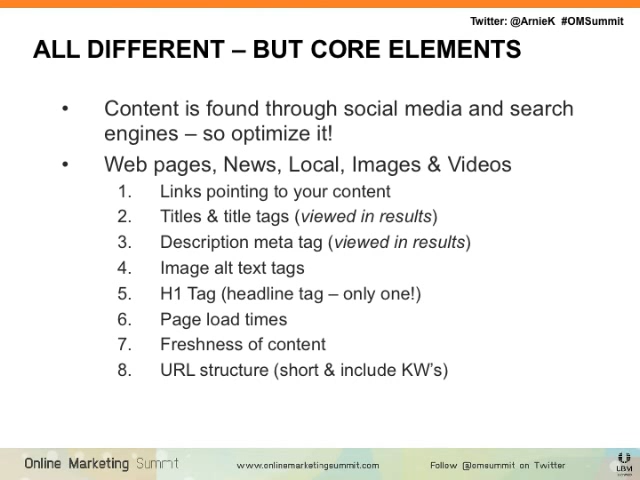 Twitter: @ArnieK #OMSummit
ALL DIFFERENT – BUT CORE ELEMENTS
• Content is found through social media and search
engines – so optimize it!
• Web pages, News, Local, Images & Videos
1. Links pointing to your content
2. Titles & title tags (viewed in results)
3. Description meta tag (viewed in results)
4. Image alt text tags
5. H1 Tag (headline tag – only one!)
6. Page load times
7. Freshness of content
8. URL structure (short & include KW’s)
Online Marketing Summit
www.onlinemarketingsummit.com
Follow @omsummit on Twitter
UBM